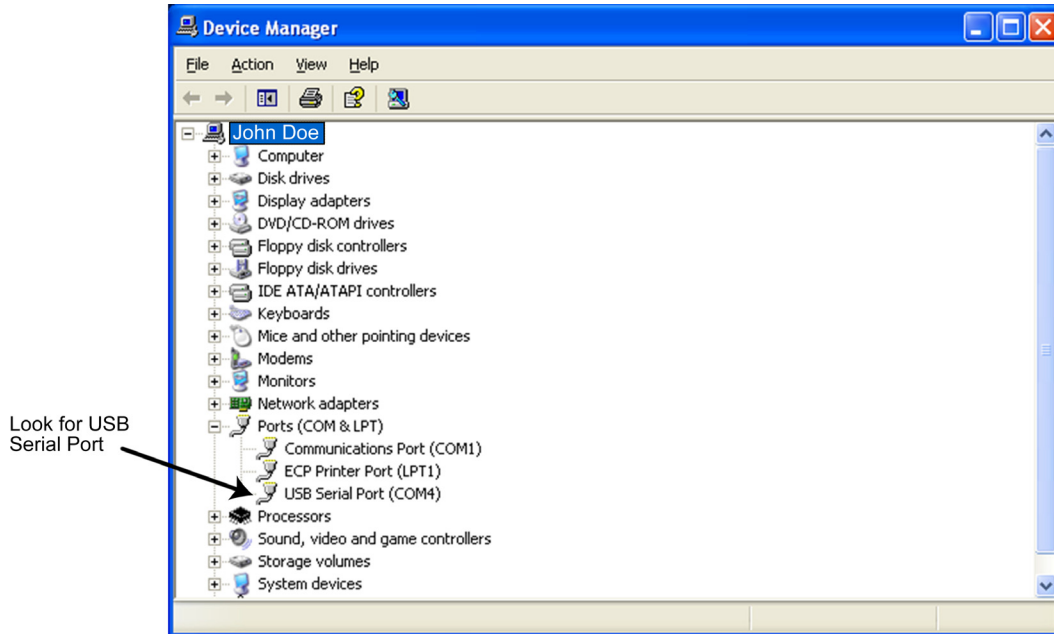 Device Manager
File Action View Help
John Doe
Computer
Disk drives
Display adapters
DVD/CD-ROM drives
Floppy disk controllers
Floppy disk drives
IDE ATA/ATAPI controllers
Keyboards
Mice and other pointing devices
Modems
Monitors
Network adapters
Ports (COM & LPT)
Communications Port (COM1)
ECP Printer Port (LPT1)
USB Serial Port (COM4)
Processors
Sound, video and game controllers
Storage volumes
System devices
Look for USB
Serial Port